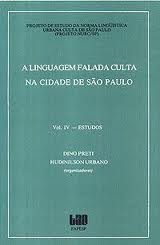 PROJETO DE ESTUDO DA NORMA LINGÜÍSTICA
URBANA CULTA DE SÃO PAULO
(PROJETO NURC/SP)
A LINGUAGEM FALADA CULTA
NA CIDADE DE SÃO PAULO
Vol. IV — ESTUDOS
DINO PRETI
HUDINILSON URBANO
(organizadores)
FAPESP